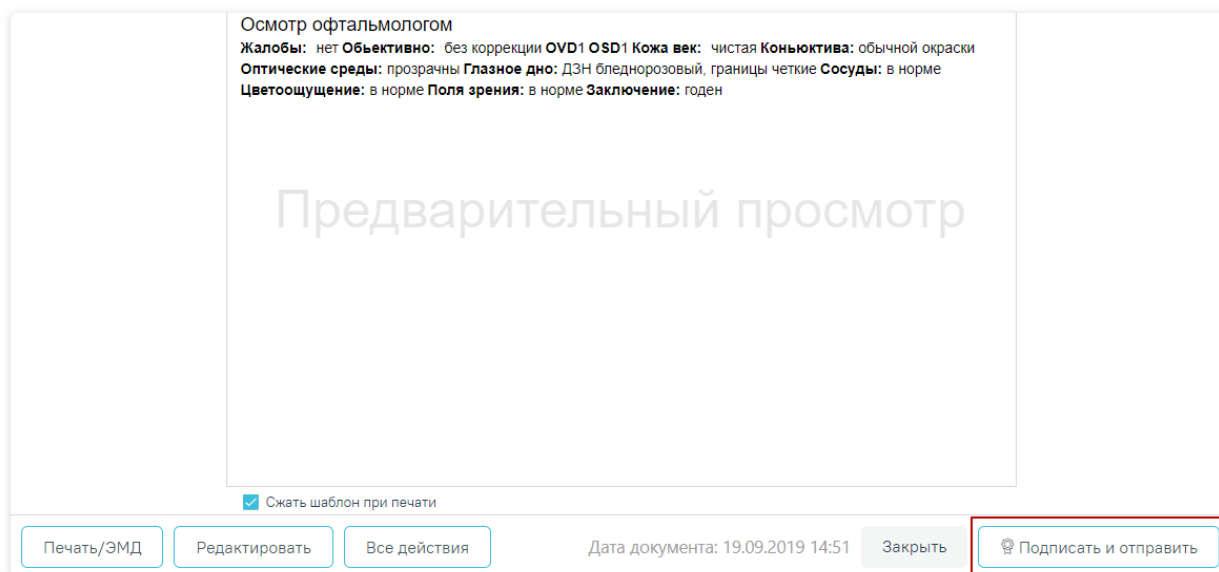 Осмотр офтальмологом
Жалобы: нет Обьективно: без коррекции OVD1 OSD1 Кожа век: чистая Коньюктива: обычной окраски
Оптические среды: прозрачны Глазное дно: ДЗН бледнорозовый, границы четкие Сосуды: в норме
Цветоощущение: в норме Поля зрения: в норме Заключение: годен
Предварительный просмотр
Сжать шаблон при печати
Печать/ЭМД Редактировать Все действия Дата документа: 19.09.2019 14:51 Закрыть Подписать и отправить